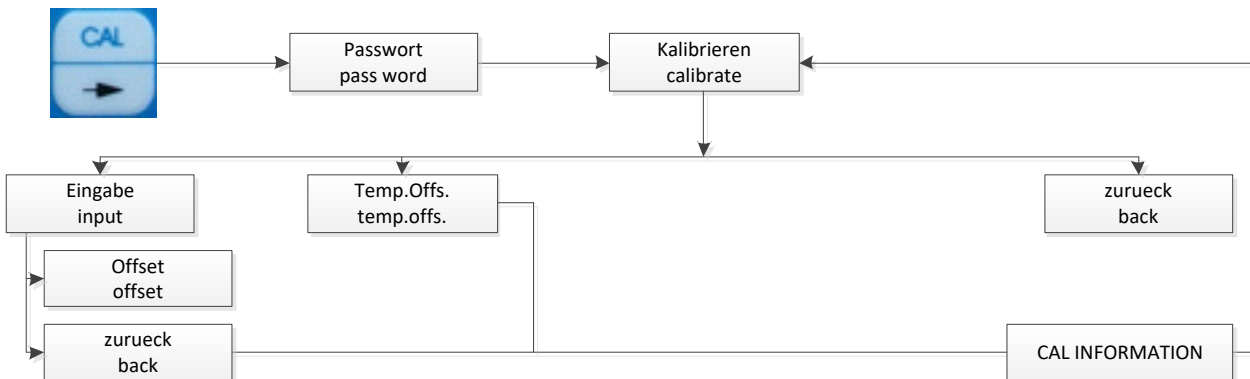 CAL
Passwort
pass word
Kalibrieren
calibrate
Eingabe
input
Temp.Offs.
temp.offs.
zurueck
back
Offset
offset
zurueck
back
CAL INFORMATION